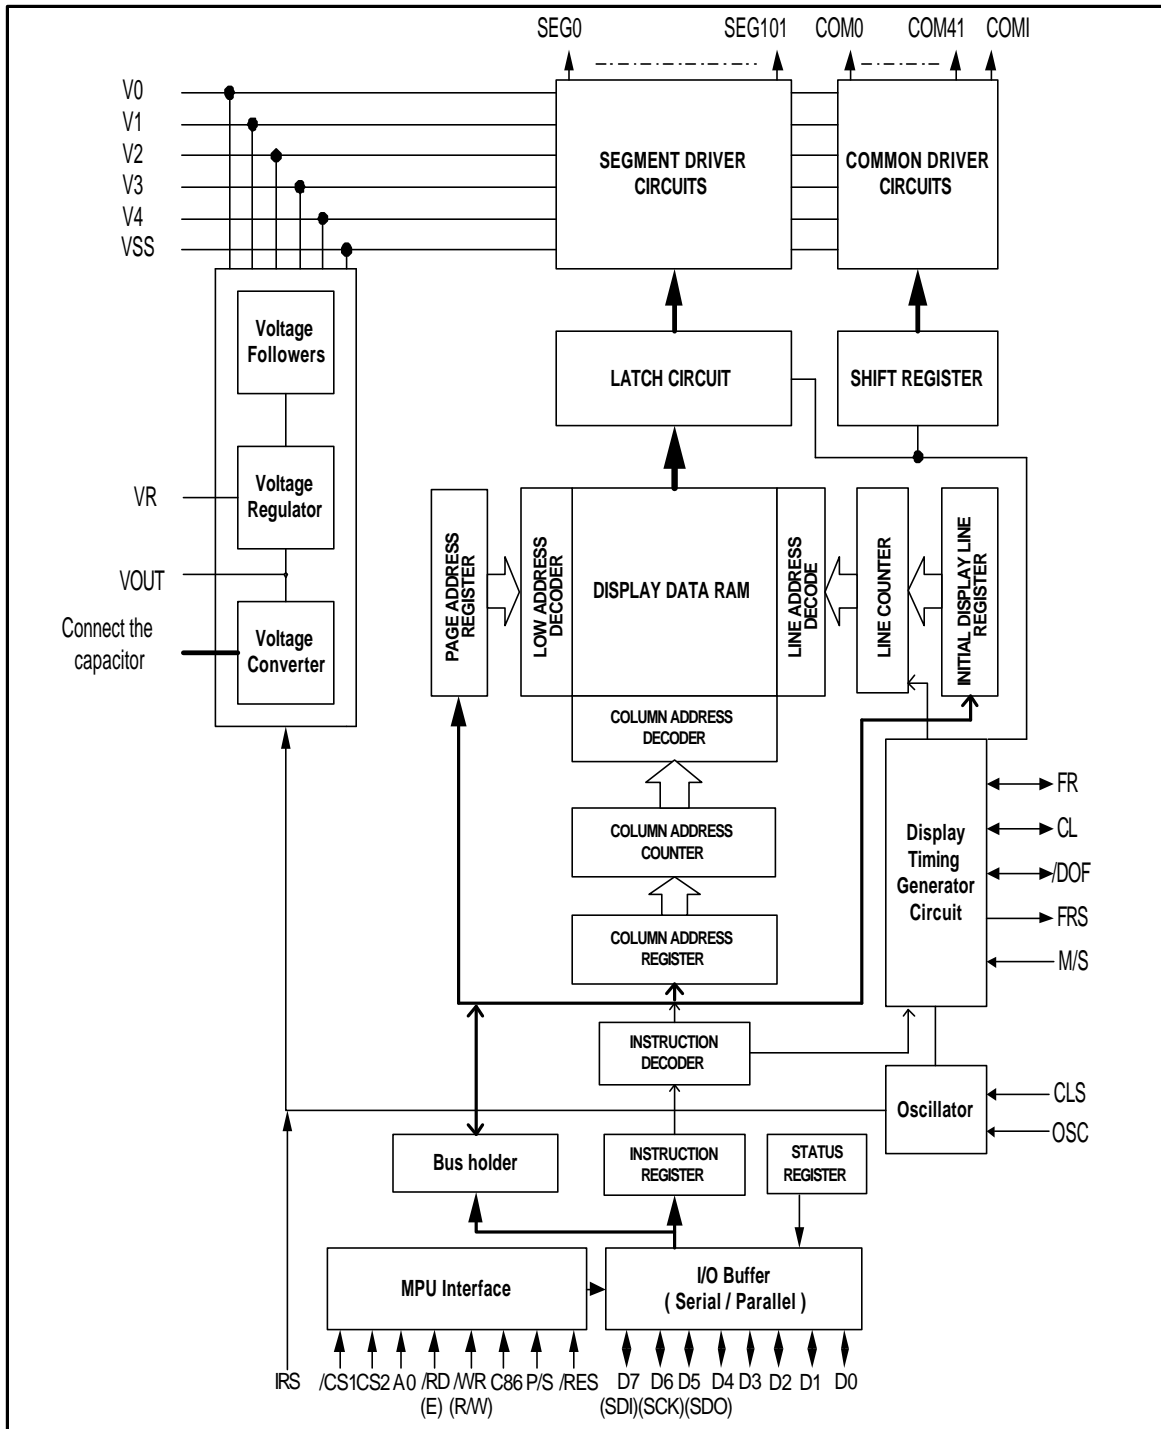 SEG0 SEG101 COM0 COM41 COMI
V0
V1
V2
V3
V4
VSS
SEGMENT DRIVER
CIRCUITS
COMMON DRIVER
CIRCUITS
Voltage
Followers
LATCH CIRCUIT
SHIFT REGISTER
VR
Voltage
Regulator
VOUT
Connect the
capacitor
Voltage
Converter
PAGE ADDRESS
REGISTER
LOW ADDRESS
DECODER
DISPLAY DATA RAM
LINE ADDRESS
DECODE
LINE COUNTER
INITIAL DISPLAY LINE
REGISTER
COLUMN ADDRESS
DECODER
COLUMN ADDRESS
COUNTER
COLUMN ADDRESS
REGISTER
Display
Timing
Generator
Circuit
FR
CL
/DOF
FRS
M/S
INSTRUCTION
DECODER
Oscillator
CLS
OSC
Bus holder
INSTRUCTION
REGISTER
STATUS
REGISTER
MPU Interface
I/O Buffer
( Serial / Parallel )
IRS /CS1 CS2 A0 /RD /WR C86 P/S /RES D7 D6 D5 D4 D3 D2 D1 D0
(E) (R/W) (SDI)(SCK)(SDO)